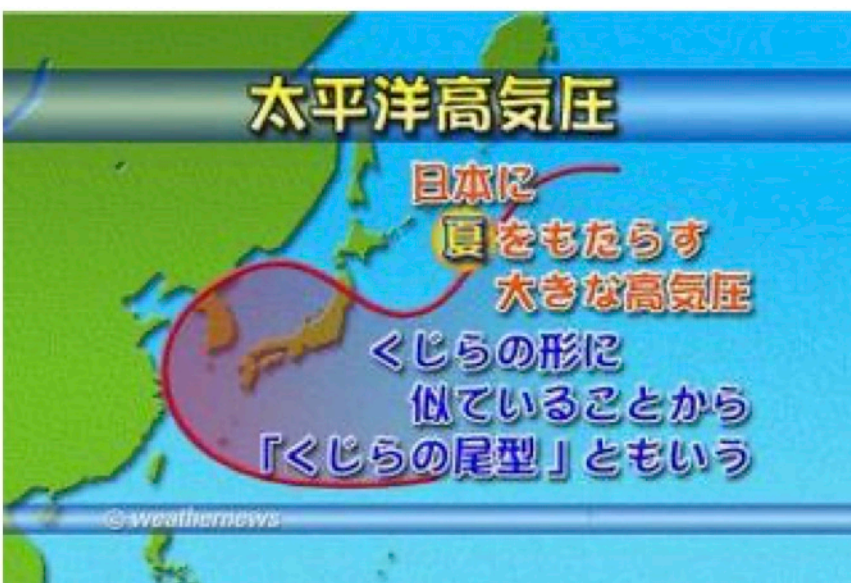 太平洋高気圧
日本に
夏をもたらす
大きな高気圧
くじらの形に
似ていることから
「くじらの尾型」ともいう
© weathernews